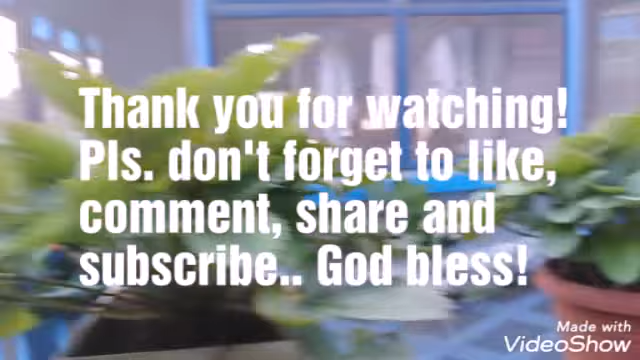 Thank you for watching!
Pls. don't forget to like,
comment, share and
subscribe.. God bless!
Made with
VideoShow